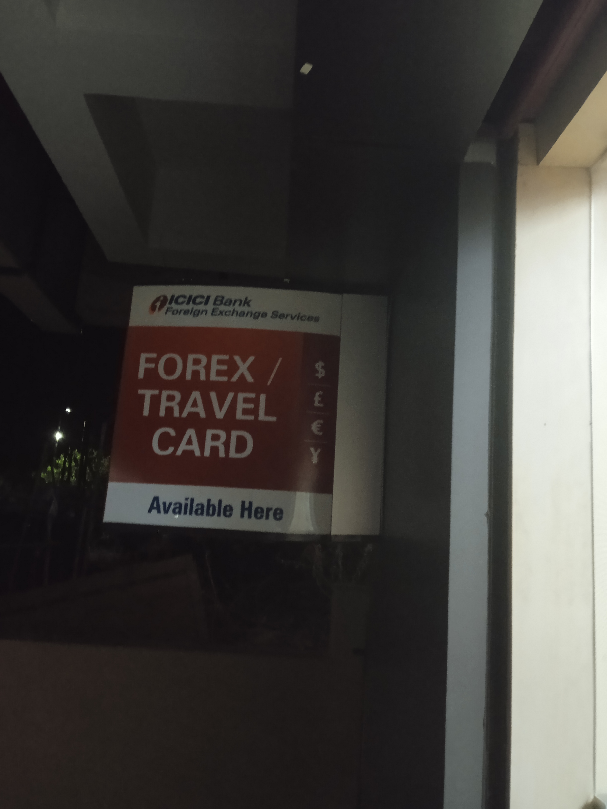 ICICI Bank
Foreign Exchange Services
FOREX /
TRAVEL
CARD
$
£
€
¥
Available Here